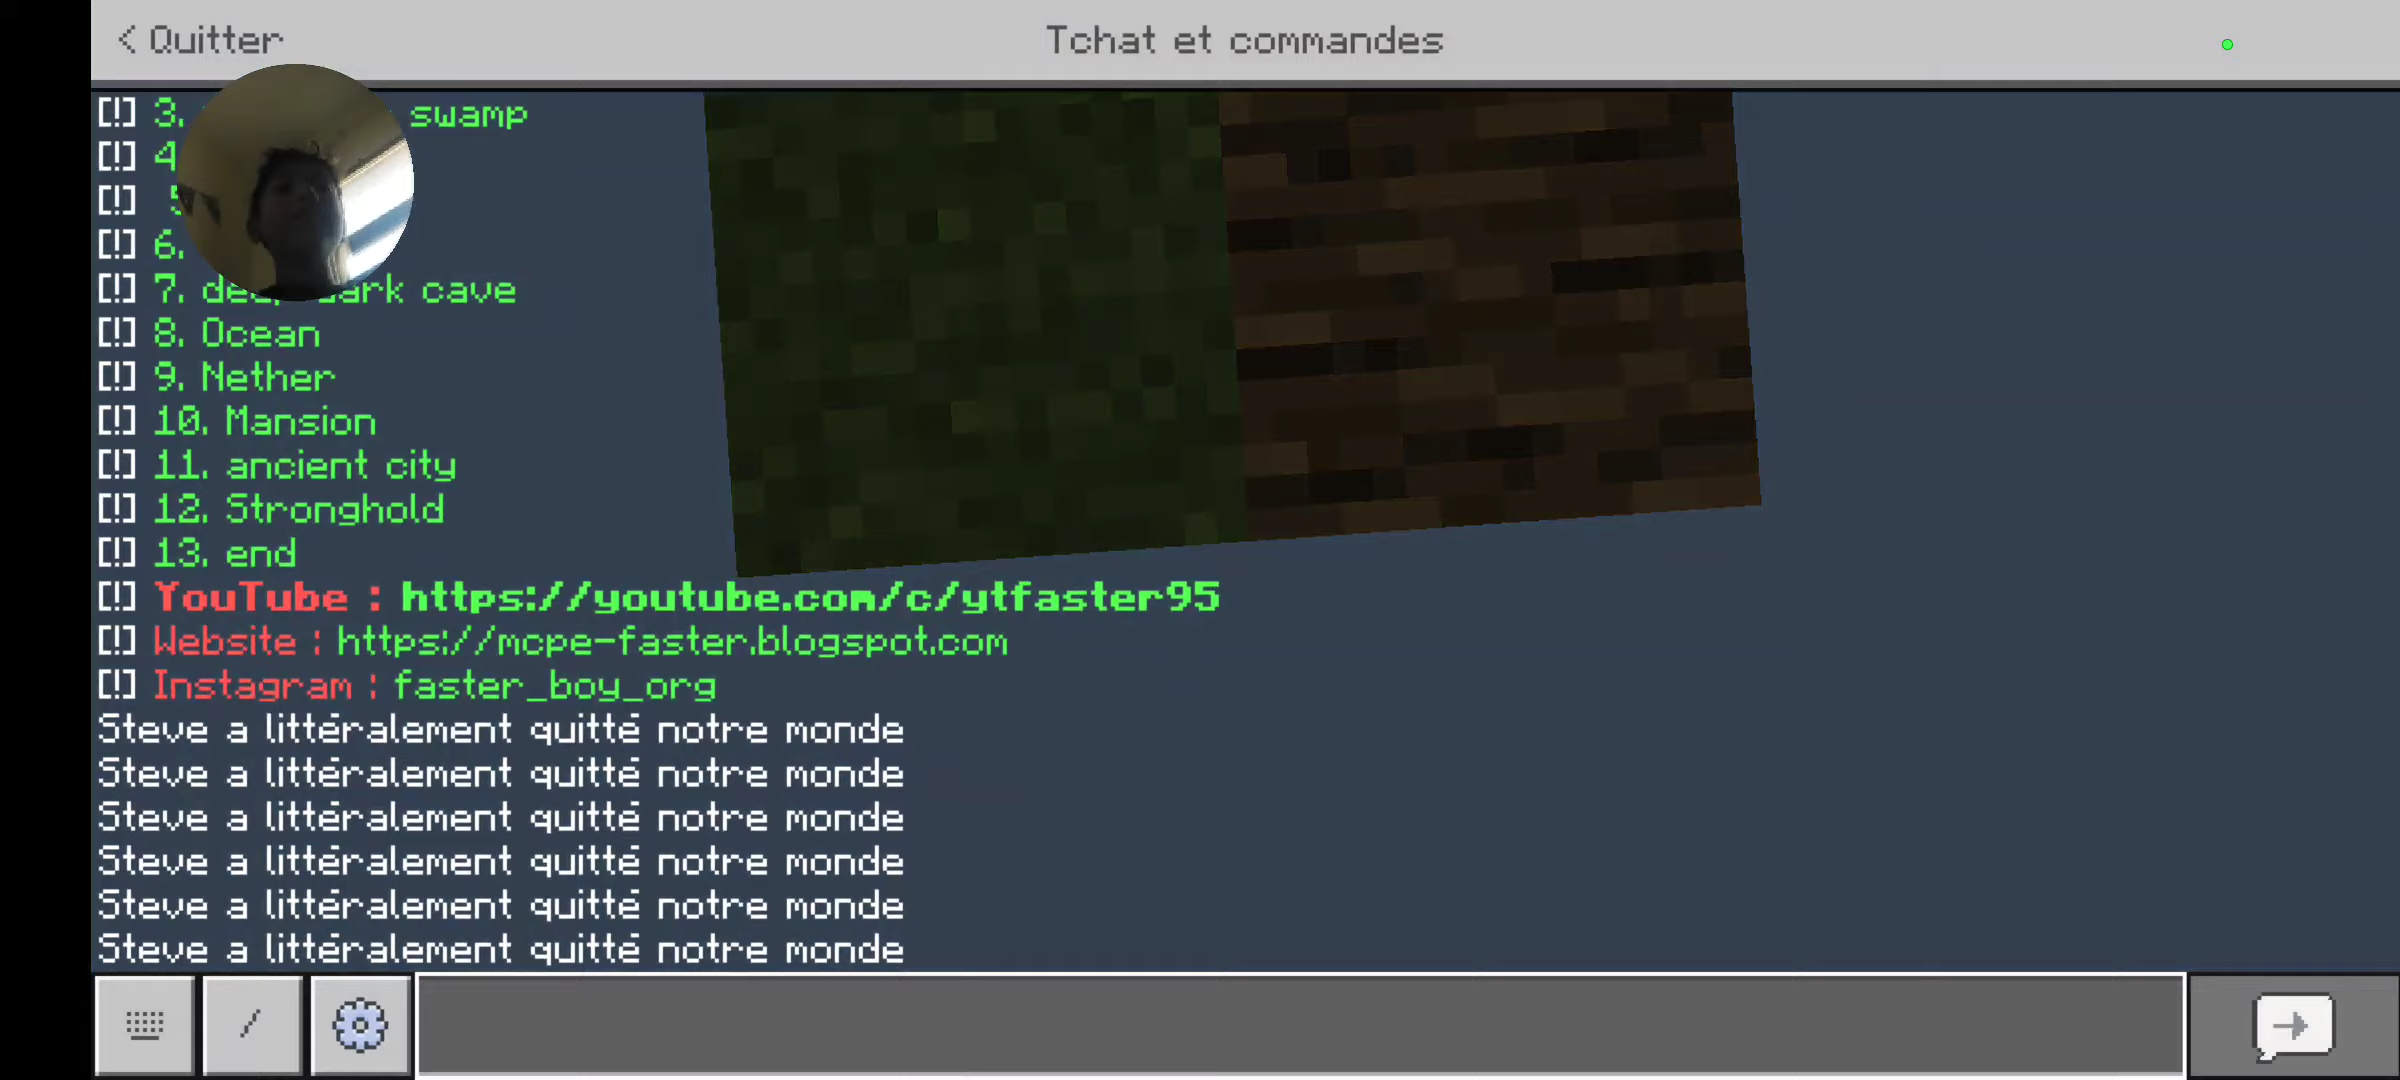 Quitter
Tchat et commandes
[!] 3. swamp
[!] 4
[!]
[!] 6.
[!] 7. dark cave
[!] 8. Ocean
[!] 9. Nether
[!] 10. Mansion
[!] 11. ancient city
[!] 12. Stronghold
[!] 13. end
[!] YouTube : https://youtube.com/c/ytfaster95
[!] Website : https://mcpe-faster.blogspot.com
[!] Instagram : faster_boy_org
Steve a littéralement quitté notre monde
Steve a littéralement quitté notre monde
Steve a littéralement quitté notre monde
Steve a littéralement quitté notre monde
Steve a littéralement quitté notre monde
Steve a littéralement quitté notre monde
/